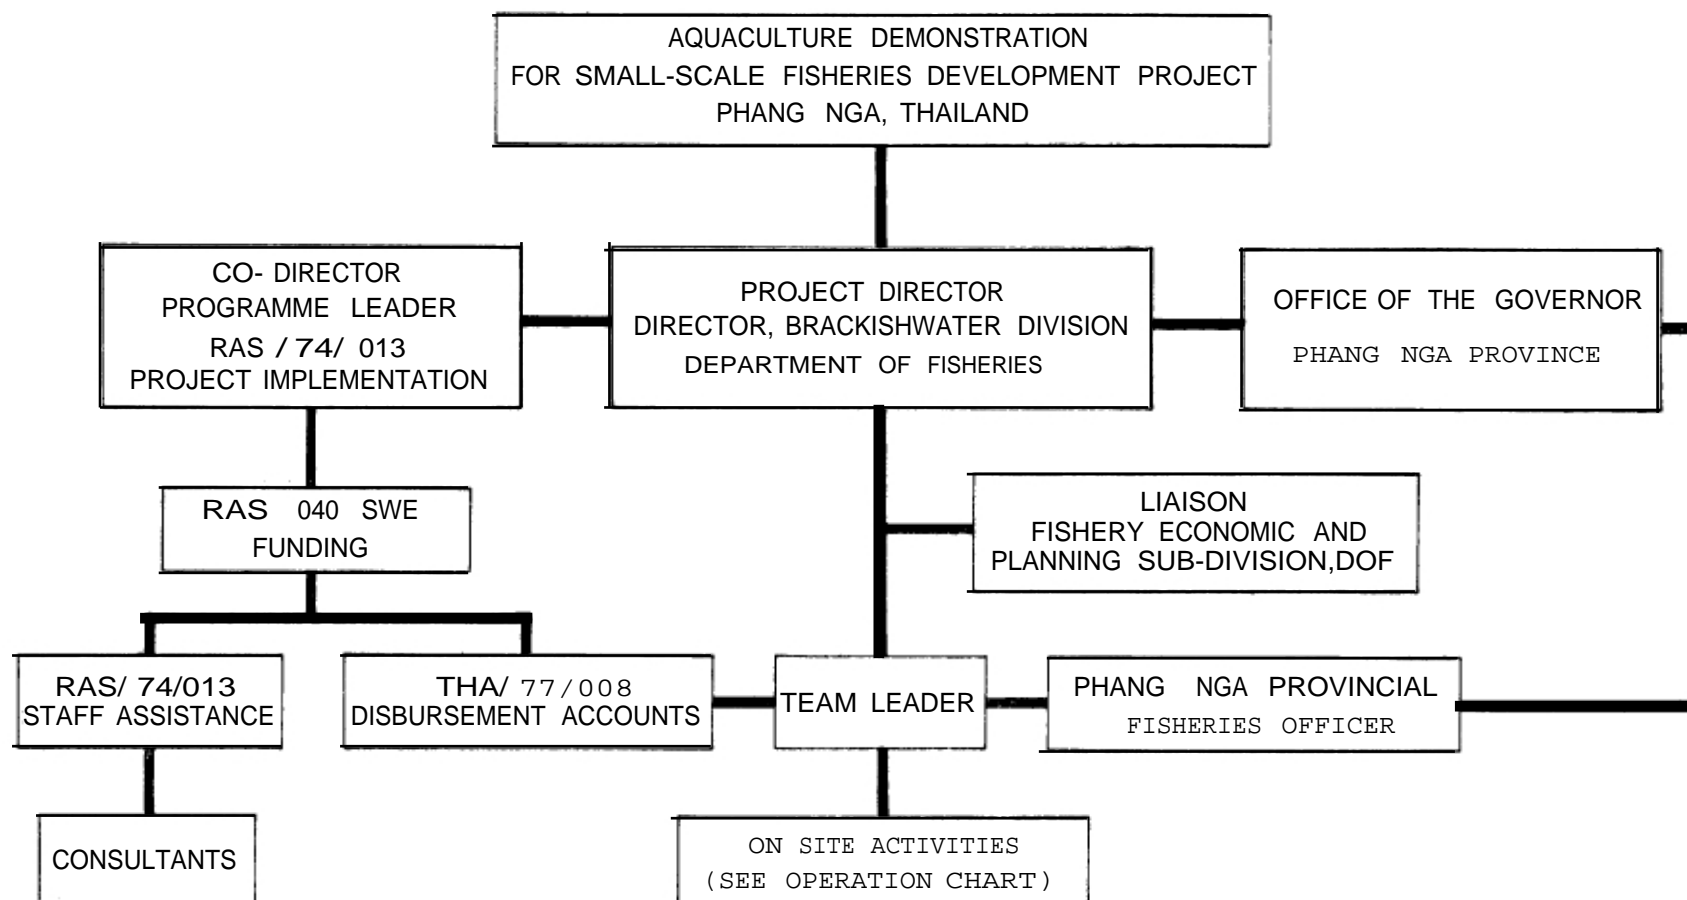 AQUACULTURE DEMONSTRATION
FOR SMALL-SCALE FISHERIES DEVELOPMENT PROJECT
PHANG NGA, THAILAND
CO- DIRECTOR
PROGRAMME LEADER
RAS / 74/ 013
PROJECT IMPLEMENTATION
PROJECT DIRECTOR
DIRECTOR, BRACKISHWATER DIVISION
DEPARTMENT OF FISHERIES
OFFICE OF THE GOVERNOR
PHANG NGA PROVINCE
RAS 040 SWE
FUNDING
LIAISON
FISHERY ECONOMIC AND
PLANNING SUB-DIVISION,DOF
RAS/ 74/013
STAFF ASSISTANCE
THA/ 77/008
DISBURSEMENT ACCOUNTS
TEAM LEADER
PHANG NGA PROVINCIAL
FISHERIES OFFICER
CONSULTANTS
ON SITE ACTIVITIES
(SEE OPERATION CHART)